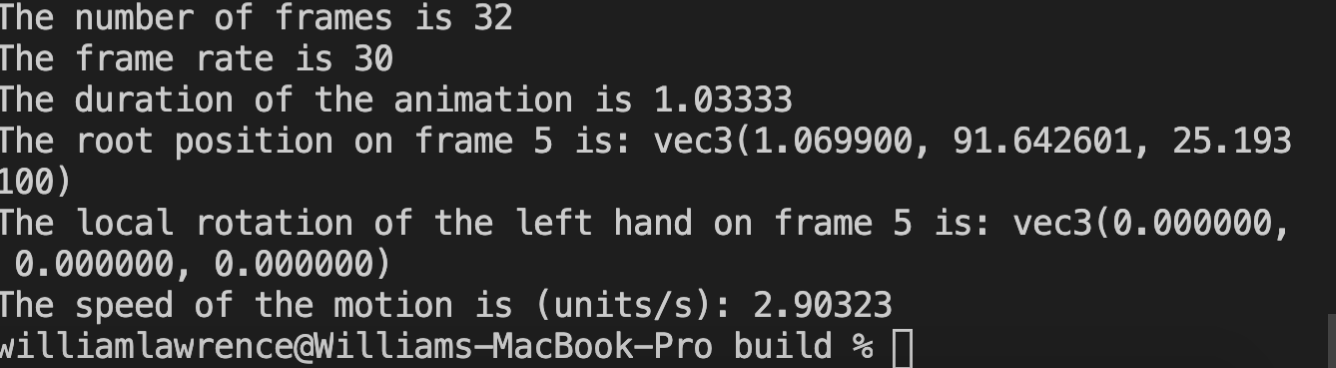 The number of frames is 32
The frame rate is 30
The duration of the animation is 1.03333
The root position on frame 5 is: vec3(1.069900, 91.642601, 25.193
100)
The local rotation of the left hand on frame 5 is: vec3(0.000000,
 0.000000, 0.000000)
The speed of the motion is (units/s): 2.90323
williamlawrence@Williams-MacBook-Pro build %